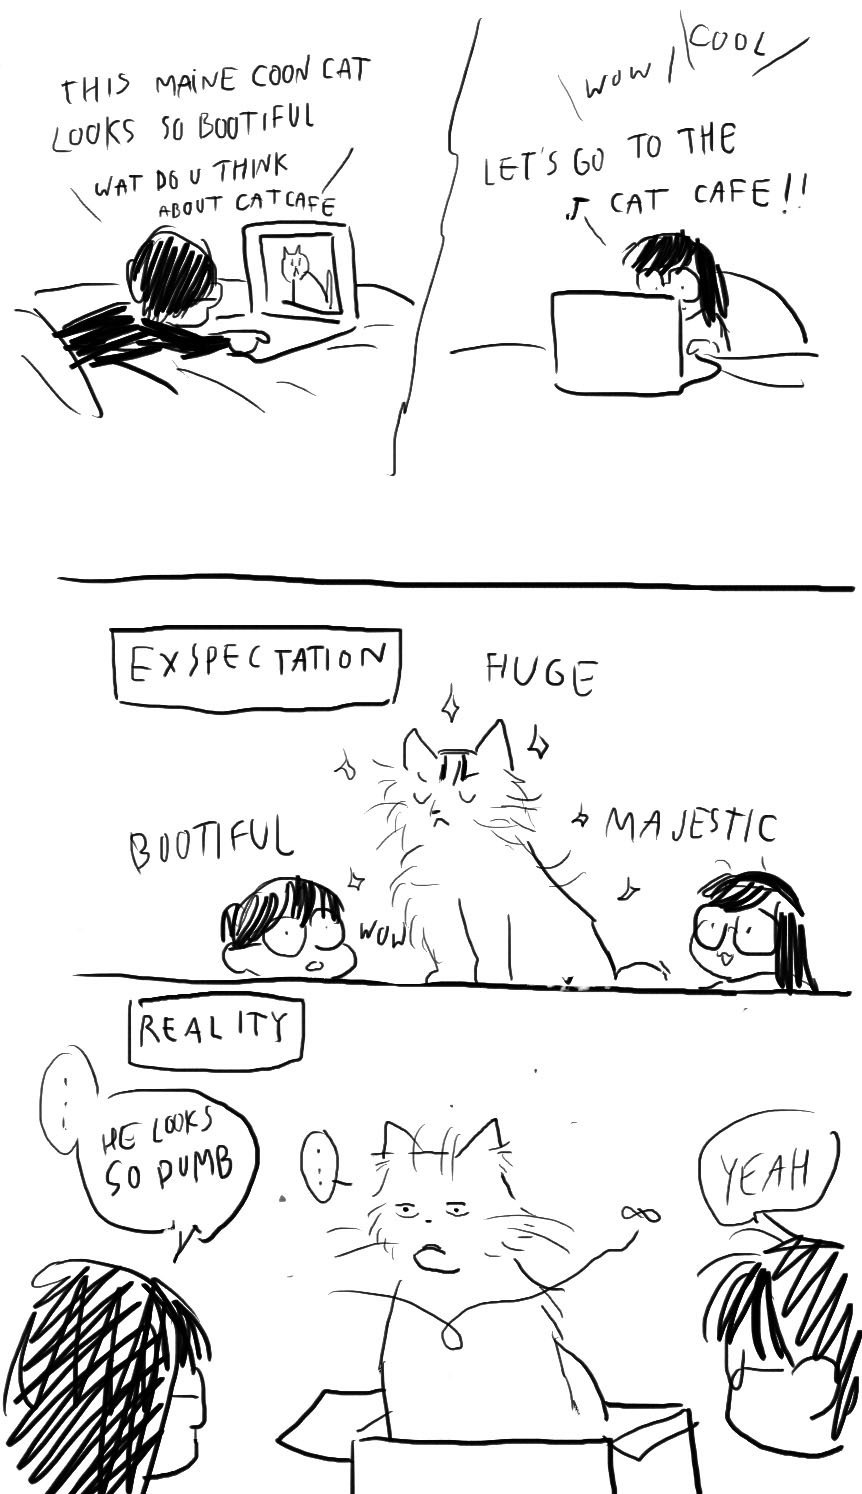 THIS MAINE COON CAT
LOOKS SO BOOTIFUL
WAT DO U THINK
ABOUT CATCAFE
WOW, COOL
LET'S GO TO THE
CAT CAFE!!
EXSPECTATION
HUGE
BOOTIFUL
MAJESTIC
WOW
REALITY
...
HE LOOKS
SO DUMB
...
YEAH